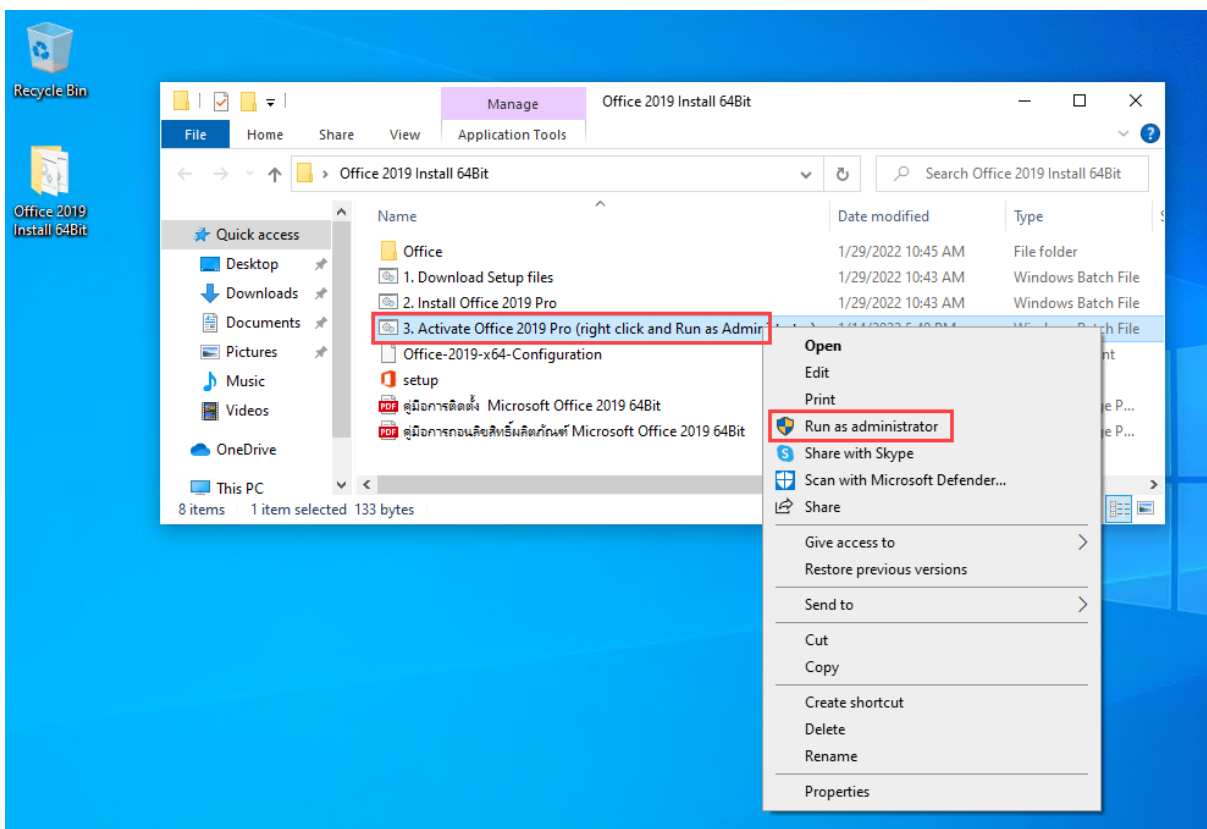 Recycle Bin
Office 2019
Install 64Bit
Manage
Office 2019 Install 64Bit
File
Home
Share
View
Application Tools
Office 2019 Install 64Bit
Search Office 2019 Install 64Bit
Name
Date modified
Type
Quick access
Desktop
Downloads
Documents
Pictures
Music
Videos
OneDrive
This PC
Office
1/29/2022 10:45 AM
File folder
1. Download Setup files
1/29/2022 10:43 AM
Windows Batch File
2. Install Office 2019 Pro
1/29/2022 10:43 AM
Windows Batch File
3. Activate Office 2019 Pro (right click and Run as
Office-2019-x64-Configuration
setup
คู่มือการติดตั้ง Microsoft Office 2019 64Bit
คู่มือการถอนลิขสิทธิ์ผลิตภัณฑ์ Microsoft Office 2019 64Bit
8 items
1 item selected 133 bytes
Open
Edit
Print
Run as administrator
Share with Skype
Scan with Microsoft Defender...
Share
Give access to
Restore previous versions
Send to
Cut
Copy
Create shortcut
Delete
Rename
Properties